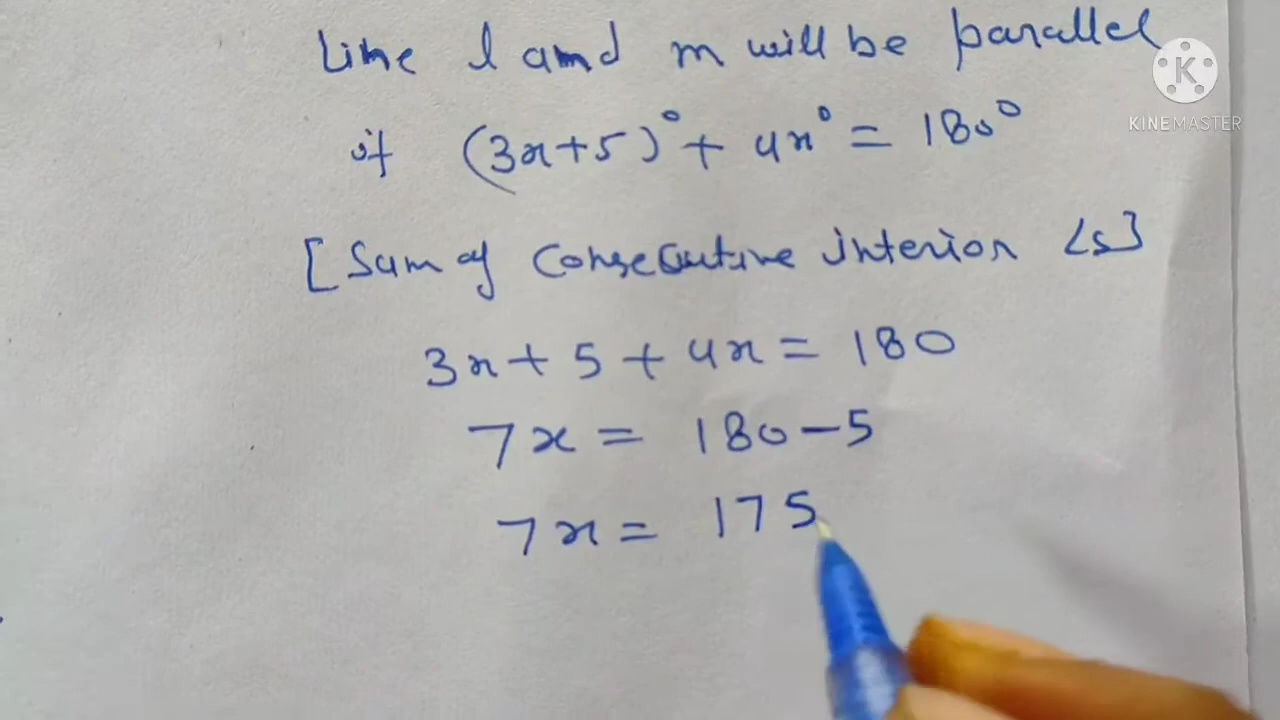 Line l and m will be parallel
if (3x+5)° + 4x° = 180°
[Sum of Consecutive interior ∠s]
3x + 5 + 4x = 180
7x = 180 - 5
7x = 175
KINEMASTER